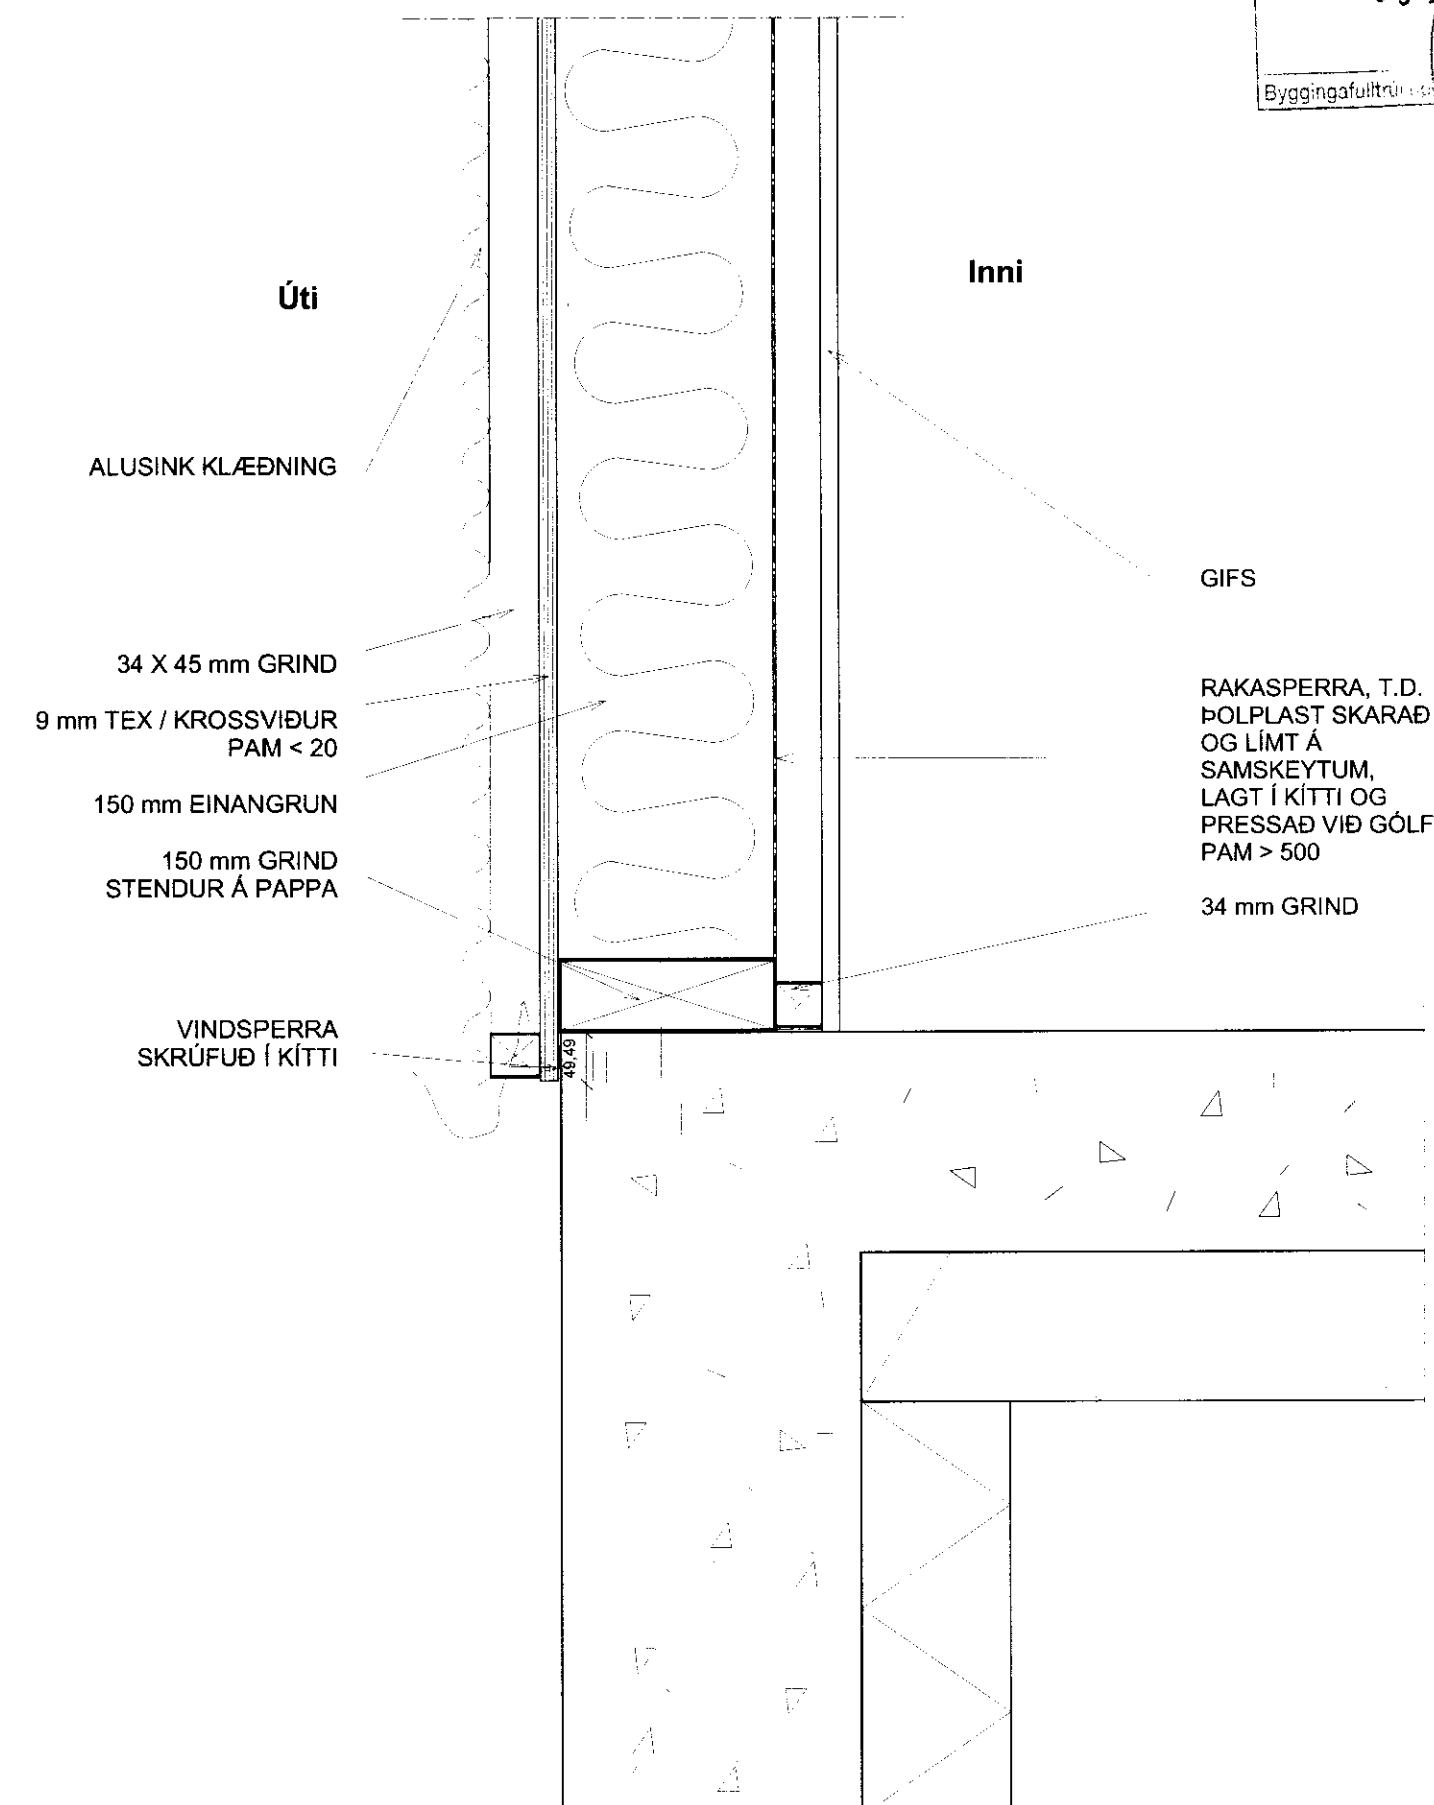 Úti
Inni
ALUSINK KLÆÐNING
34 X 45 mm GRIND
9 mm TEX / KROSSVIÐUR
PAM < 20
150 mm EINANGRUN
150 mm GRIND
STENDUR Á PAPPA
VINDSPERRA
SKRÚFUÐ Í KÍTTI
49,49
GIFS
RAKASPERRA, T.D.
ÞOLPLAST SKARAÐ
OG LÍMT Á
SAMSKEYTUM,
LAGT Í KÍTTI OG
PRESSAÐ VIÐ GÓLF
PAM > 500
34 mm GRIND